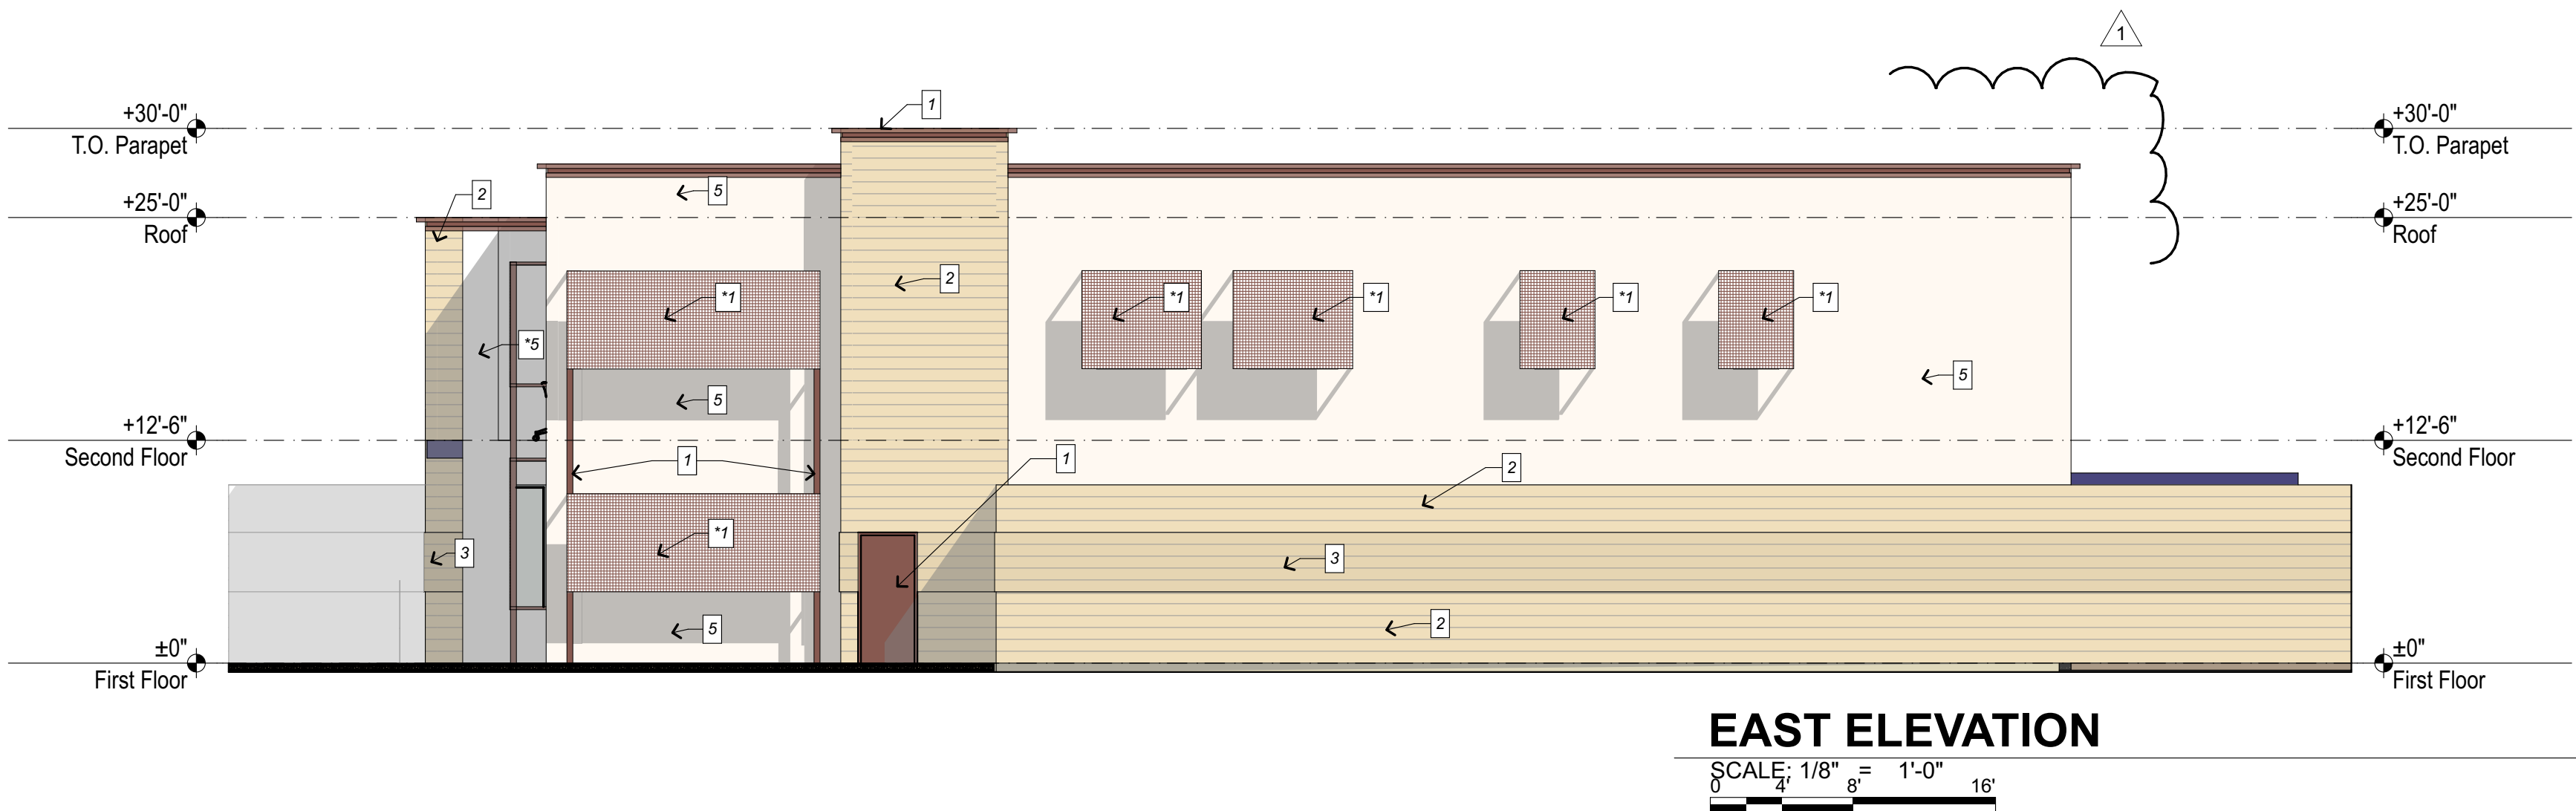 1
+30'-0"
T.O. Parapet
1
+30'-0"
T.O. Parapet
+25'-0"
Roof
2
5
+25'-0"
Roof
2
*1
*1
*1
*1
*1
*5
5
5
+12'-6"
Second Floor
1
1
2
+12'-6"
Second Floor
3
*1
3
5
2
±0"
First Floor
±0"
First Floor
EAST ELEVATION
SCALE: 1/8" = 1'-0"
0 4' 8' 16'